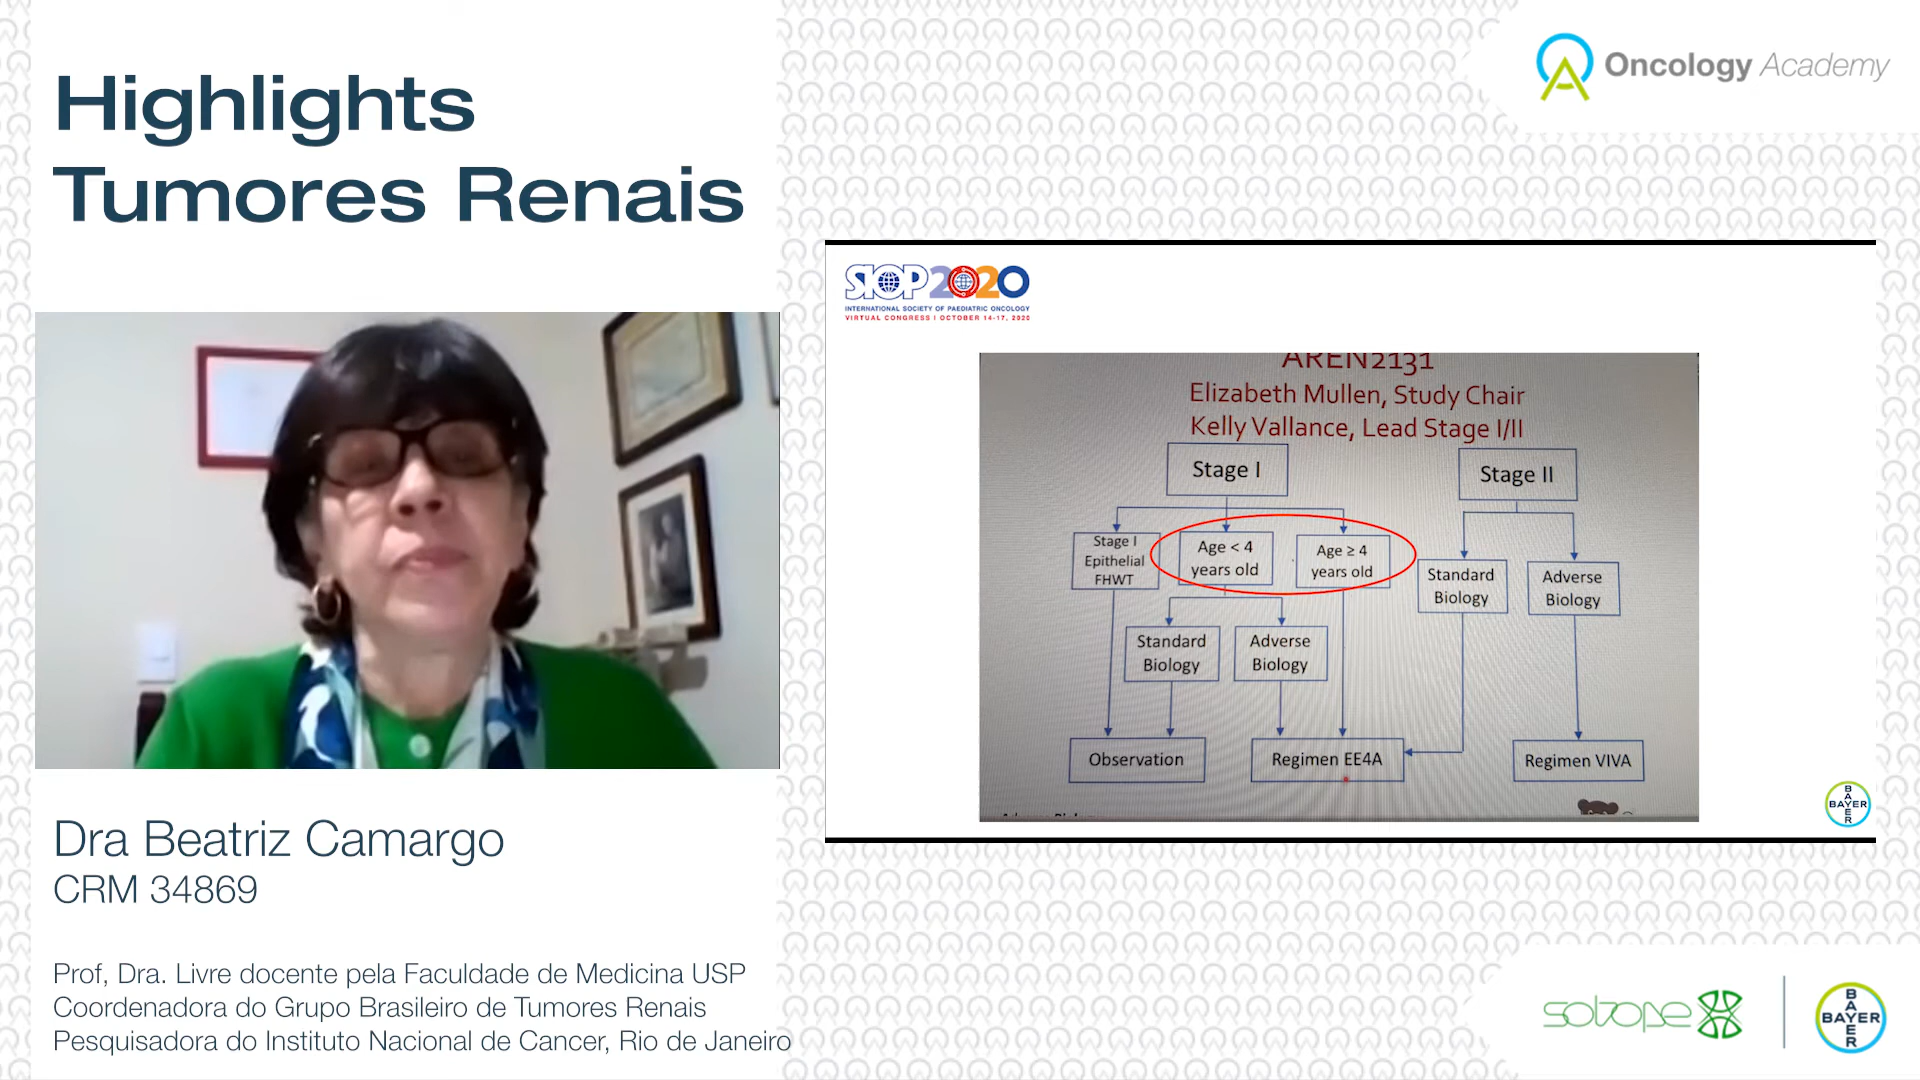 Highlights
Tumores Renais
Oncology Academy
SIOP2020
INTERNATIONAL SOCIETY OF PAEDIATRIC ONCOLOGY
VIRTUAL CONGRESS | OCTOBER 14-17, 2020
AREN2131
Elizabeth Mullen, Study Chair
Kelly Vallance, Lead Stage I/II
Stage I
Stage II
Stage I
Epithelial
FHWT
Age < 4
years old
Age ≥ 4
years old
Standard
Biology
Adverse
Biology
Standard
Biology
Adverse
Biology
Observation
Regimen EE4A
Regimen VIVA
BAYER
BAYER
Dra Beatriz Camargo
CRM 34869
Prof, Dra. Livre docente pela Faculdade de Medicina USP
Coordenadora do Grupo Brasileiro de Tumores Renais
Pesquisadora do Instituto Nacional de Cancer, Rio de Janeiro
sobope
BAYER
BAYER